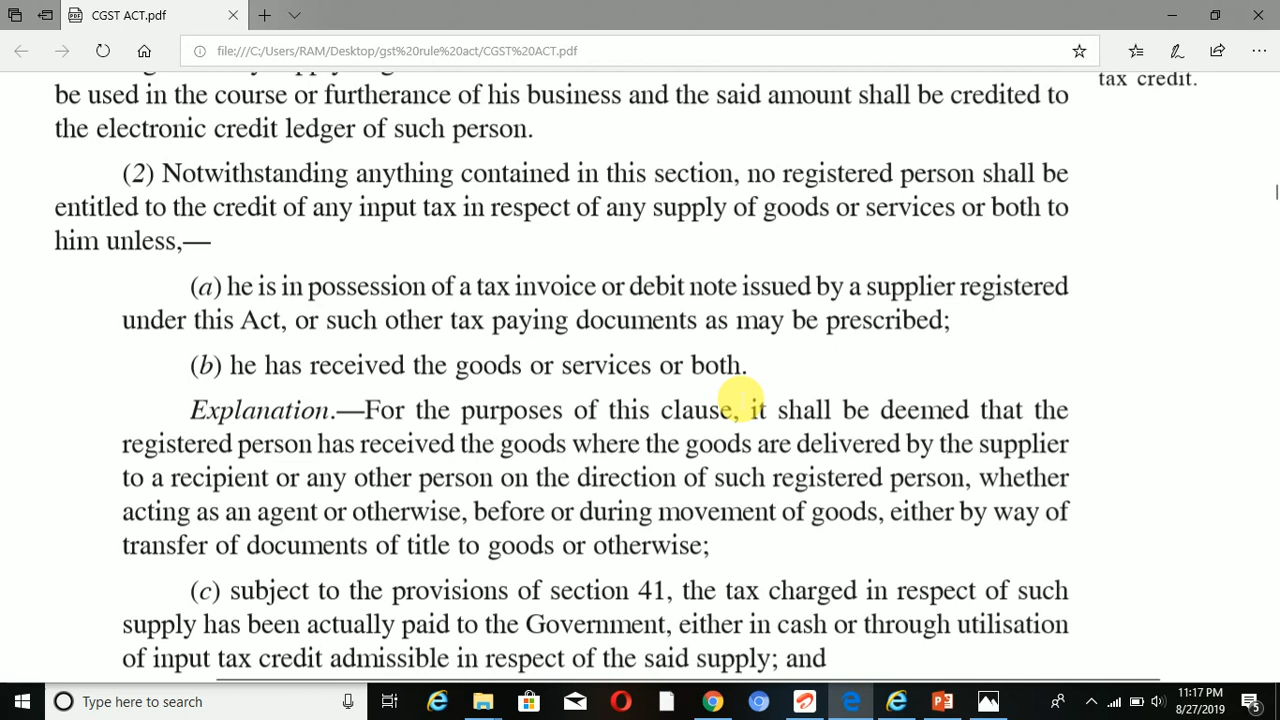 CGST ACT.pdf
file:///C:/Users/RAM/Desktop/gst%20rule%20act/CGST%20ACT.pdf
tax credit.
be used in the course or furtherance of his business and the said amount shall be credited to
the electronic credit ledger of such person.
(2) Notwithstanding anything contained in this section, no registered person shall be
entitled to the credit of any input tax in respect of any supply of goods or services or both to
him unless,—
(a) he is in possession of a tax invoice or debit note issued by a supplier registered
under this Act, or such other tax paying documents as may be prescribed;
(b) he has received the goods or services or both.
Explanation.—For the purposes of this clause, it shall be deemed that the
registered person has received the goods where the goods are delivered by the supplier
to a recipient or any other person on the direction of such registered person, whether
acting as an agent or otherwise, before or during movement of goods, either by way of
transfer of documents of title to goods or otherwise;
(c) subject to the provisions of section 41, the tax charged in respect of such
supply has been actually paid to the Government, either in cash or through utilisation
of input tax credit admissible in respect of the said supply; and
Type here to search
11:17 PM
8/27/2019
5